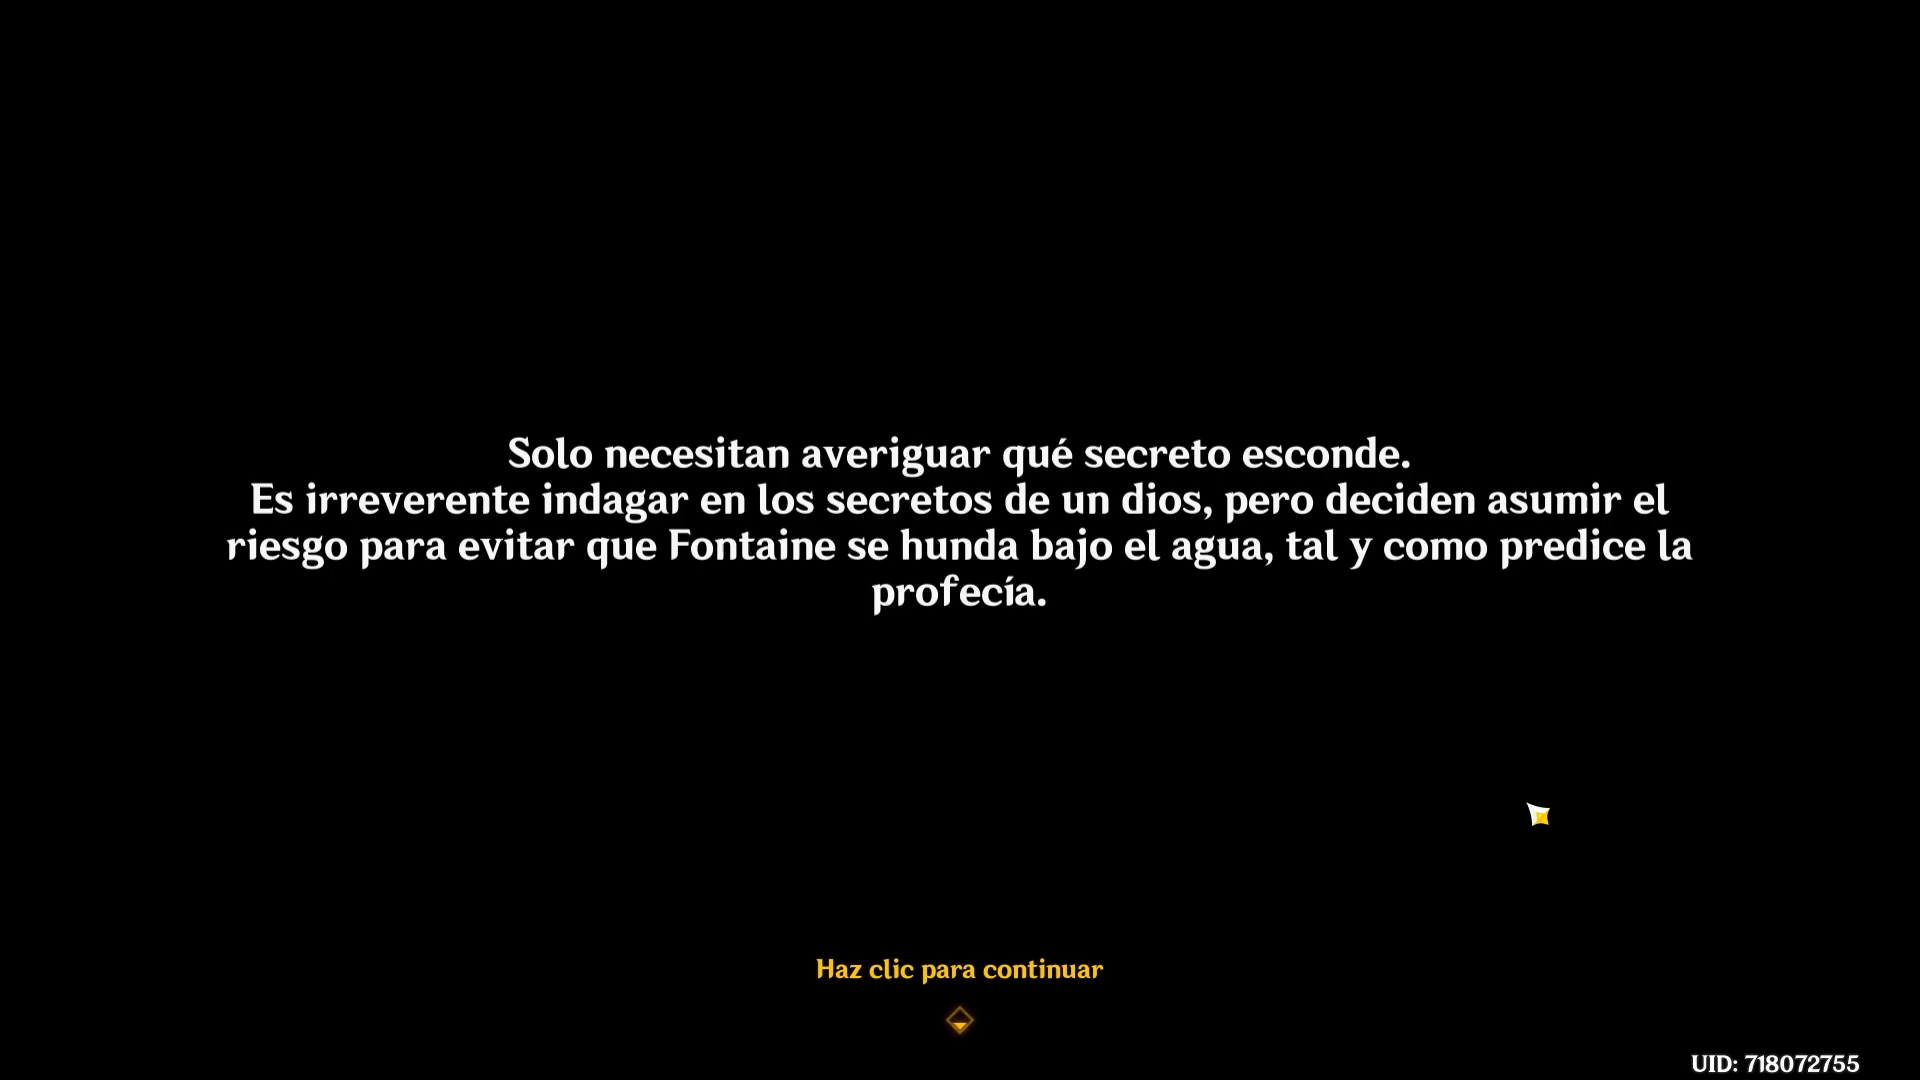 Solo necesitan averiguar qué secreto esconde.
Es irreverente indagar en los secretos de un dios, pero deciden asumir el
riesgo para evitar que Fontaine se hunda bajo el agua, tal y como predice la
profecía.
Haz clic para continuar
UID: 718072755